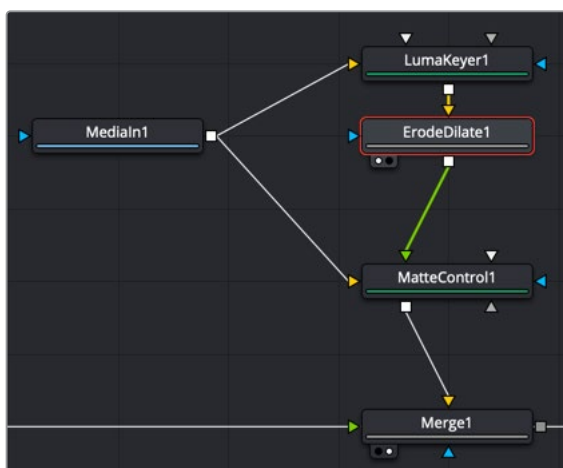 LumaKeyer1
MediaIn1
ErodeDilate1
MatteControl1
Merge1